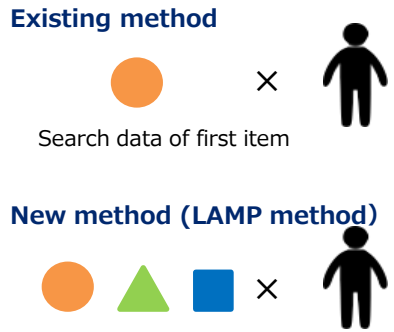 Existing method
×
Search data of first item
New method (LAMP method）
×